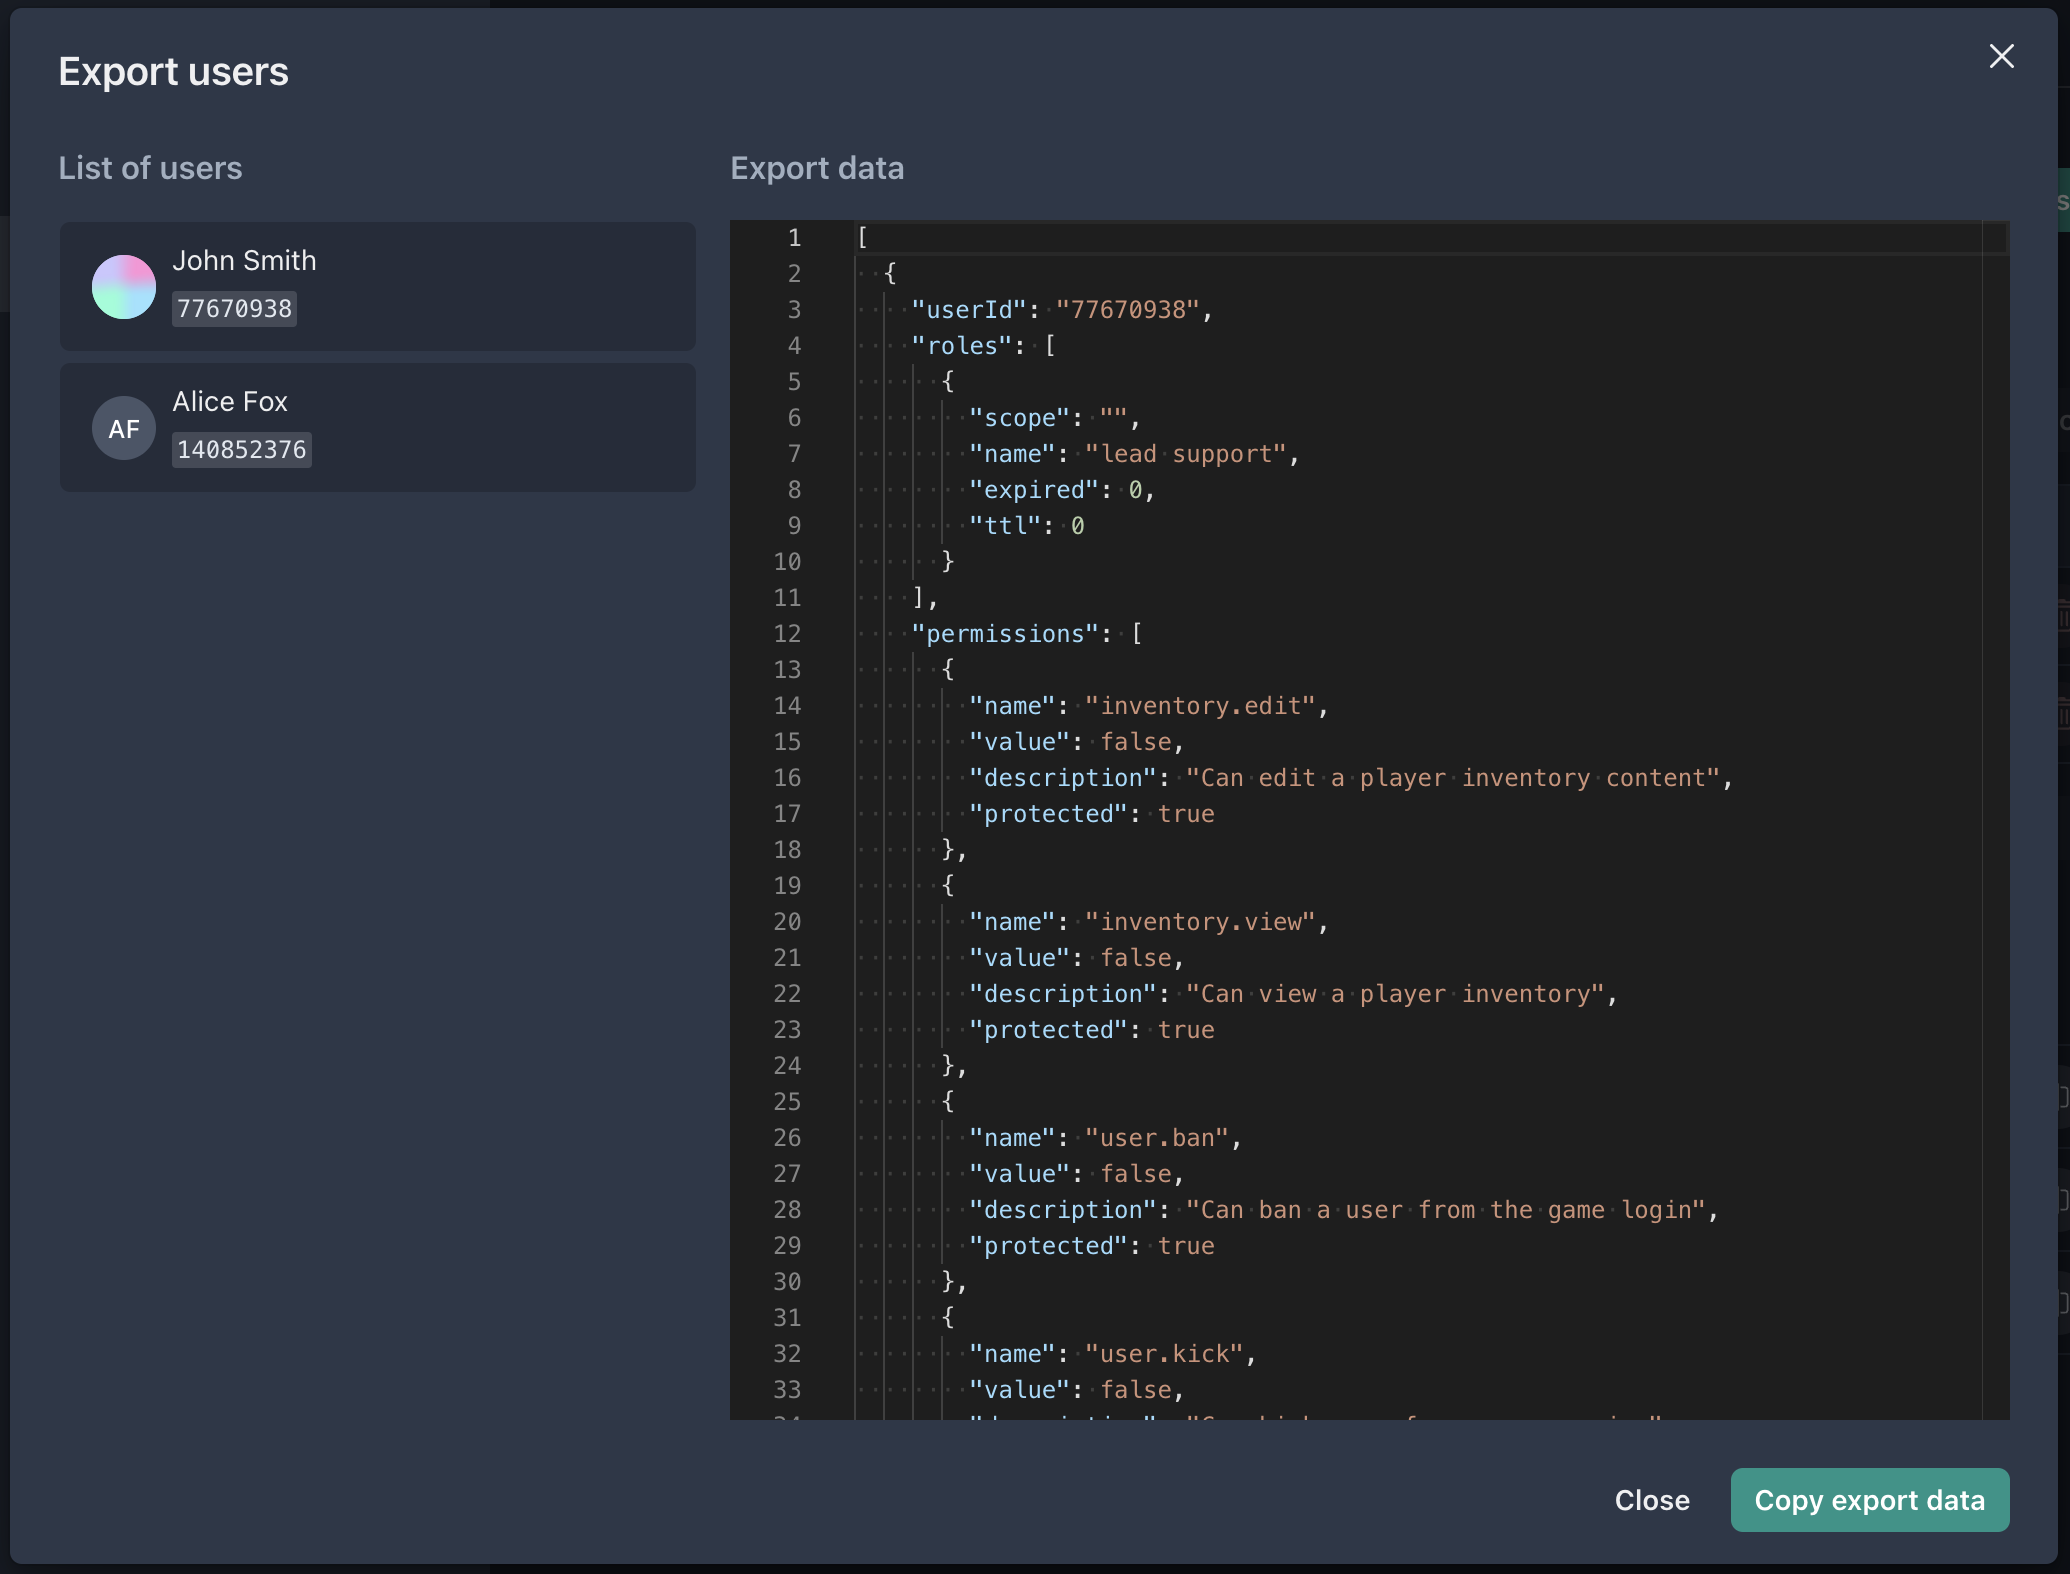 Export users
List of users
John Smith
77670938
AF
Alice Fox
140852376
Export data
1 [
2 {
3 "userId": "77670938",
4 "roles": [
5 {
6 "scope": "",
7 "name": "lead support",
8 "expired": 0,
9 "ttl": 0
10 }
11 ],
12 "permissions": [
13 {
14 "name": "inventory.edit",
15 "value": false,
16 "description": "Can edit a player inventory content",
17 "protected": true
18 },
19 {
20 "name": "inventory.view",
21 "value": false,
22 "description": "Can view a player inventory",
23 "protected": true
24 },
25 {
26 "name": "user.ban",
27 "value": false,
28 "description": "Can ban a user from the game login",
29 "protected": true
30 },
31 {
32 "name": "user.kick",
33 "value": false,
Close
Copy export data